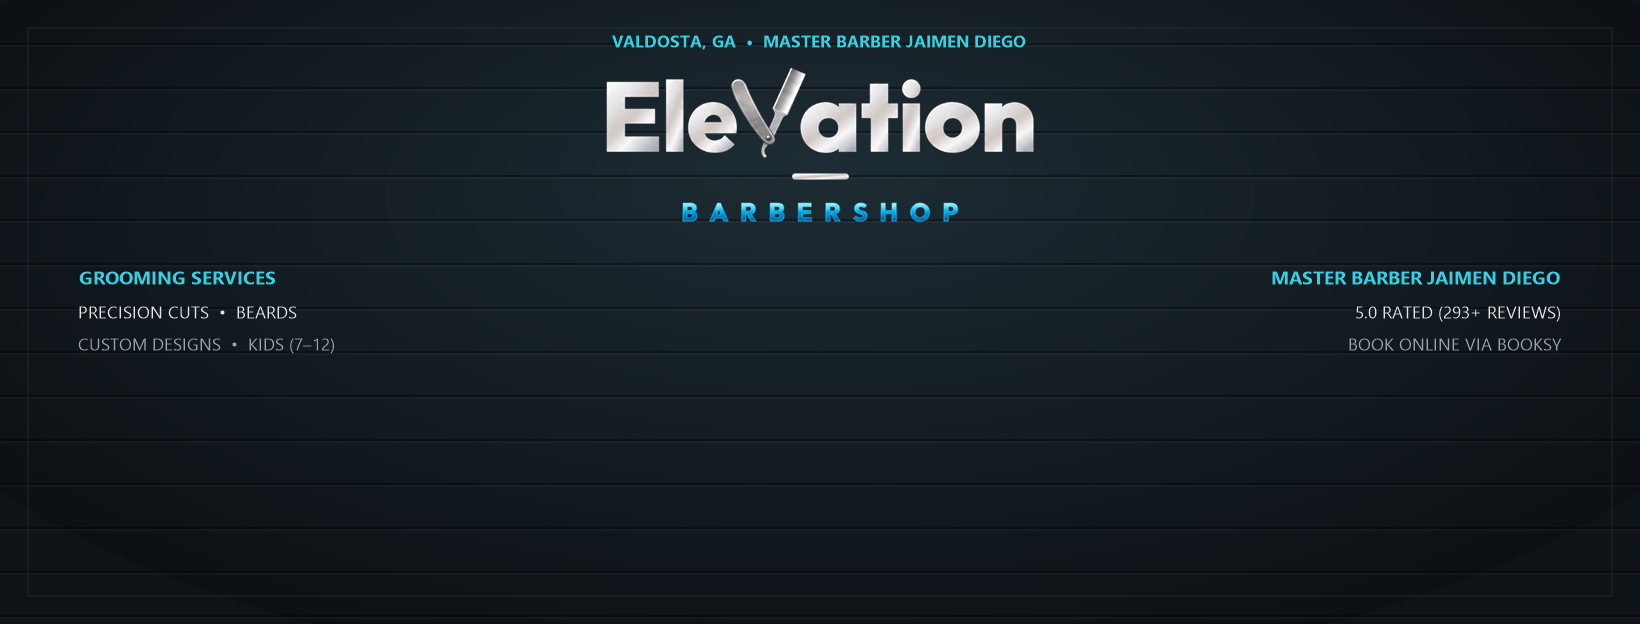 VALDOSTA, GA • MASTER BARBER JAIMEN DIEGO
EleVation
BARBERSHOP
GROOMING SERVICES
PRECISION CUTS • BEARDS
CUSTOM DESIGNS • KIDS (7–12)
MASTER BARBER JAIMEN DIEGO
5.0 RATED (293+ REVIEWS)
BOOK ONLINE VIA BOOKSY